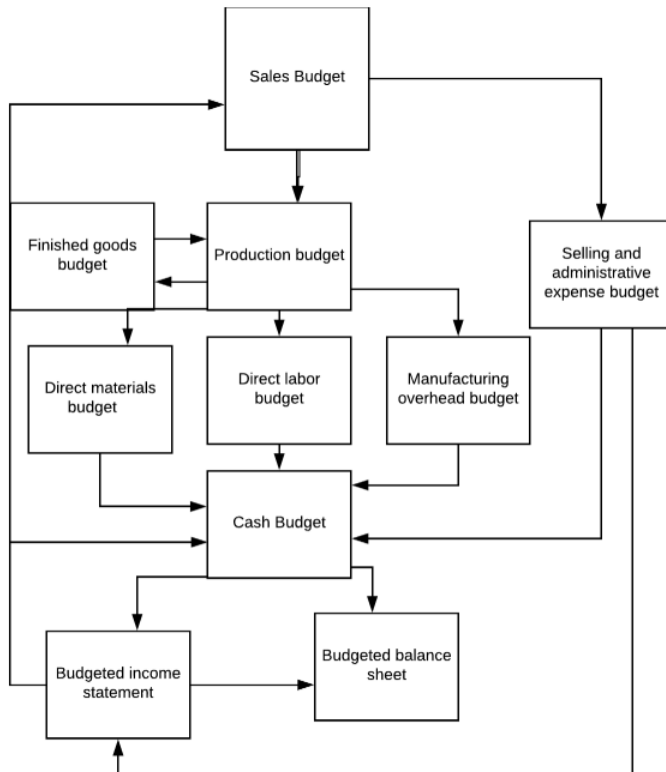 Sales Budget
Finished goods
budget
Production budget
Selling and
administrative
expense budget
Direct materials
budget
Direct labor
budget
Manufacturing
overhead budget
Cash Budget
Budgeted income
statement
Budgeted balance
sheet